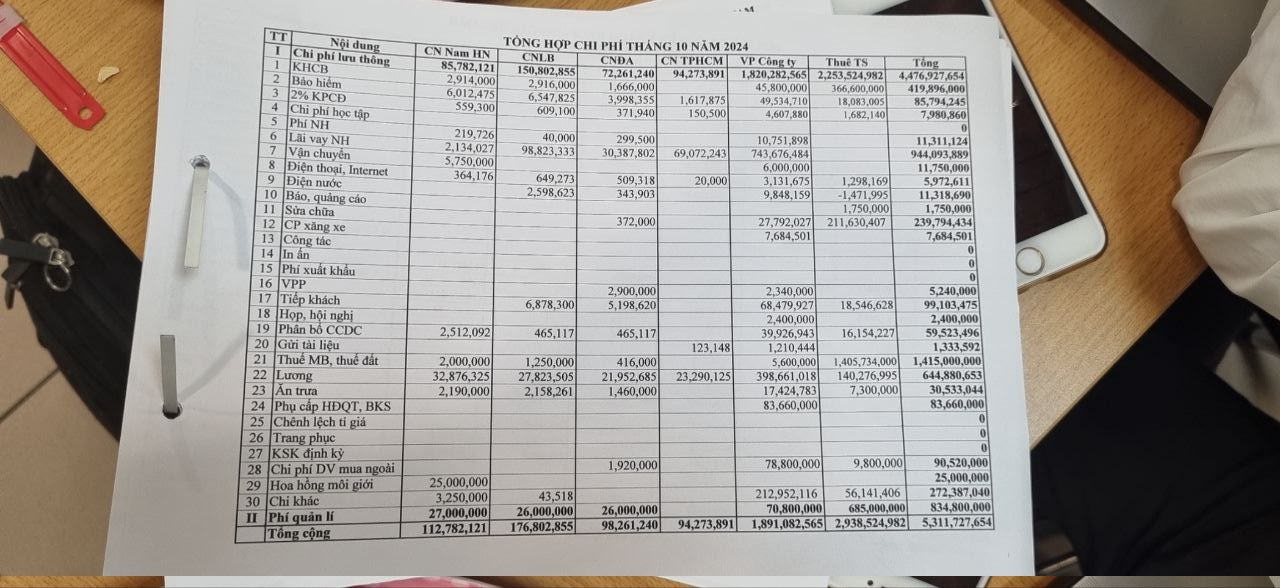 TỔNG HỢP CHI PHÍ THÁNG 10 NĂM 2024
TT Nội dung CN Nam HN CNLB CNĐA CN TPHCM VP Công ty Thuê TS Tổng
I Chi phí lưu thông 85,782,121 150,802,855 72,261,240 94,273,891 1,820,282,565 2,253,524,982 4,476,927,654
1 KHCB 2,914,000 2,916,000 1,666,000 45,800,000 366,600,000 419,896,000
2 Bảo hiểm 6,012,475 6,547,825 3,998,355 1,617,875 49,534,710 18,083,005 85,794,245
3 2% KPCĐ 559,300 609,100 371,940 150,500 4,607,880 1,682,140 7,980,860
4 Chi phí học tập 0
5 Phí NH 219,726 40,000 299,500 10,751,898 11,311,124
6 Lãi vay NH 2,134,027 98,823,333 30,387,802 69,072,243 743,676,484 944,093,889
7 Vận chuyển 5,750,000 6,000,000 11,750,000
8 Điện thoại, Internet 364,176 649,273 509,318 20,000 3,131,675 1,298,169 5,972,611
9 Điện nước 2,598,623 343,903 9,848,159 -1,471,995 11,318,690
10 Báo, quảng cáo 1,750,000 1,750,000
11 Sửa chữa 372,000 27,792,027 211,630,407 239,794,434
12 CP xăng xe 7,684,501 7,684,501
13 Công tác 0
14 In ấn 0
15 Phí xuất khẩu 0
16 VPP 2,900,000 2,340,000 5,240,000
17 Tiếp khách 6,878,300 5,198,620 68,479,927 18,546,628 99,103,475
18 Họp, hội nghị 2,400,000 2,400,000
19 Phân bổ CCDC 2,512,092 465,117 465,117 39,926,943 16,154,227 59,523,496
20 Gửi tài liệu 123,148 1,210,444 1,333,592
21 Thuế MB, thuế đất 2,000,000 1,250,000 416,000 5,600,000 1,405,734,000 1,415,000,000
22 Lương 32,876,325 27,823,505 21,952,685 23,290,125 398,661,018 140,276,995 644,880,653
23 Ăn trưa 2,190,000 2,158,261 1,460,000 17,424,783 7,300,000 30,533,044
24 Phụ cấp HĐQT, BKS 83,660,000 83,660,000
25 Chênh lệch tỉ giá 0
26 Trang phục 0
27 KSK định kỳ 0
28 Chi phí DV mua ngoài 1,920,000 78,800,000 9,800,000 90,520,000
29 Hoa hồng môi giới 25,000,000 25,000,000
30 Chi khác 3,250,000 43,518 212,952,116 56,141,406 272,387,040
II Phí quản lí 27,000,000 26,000,000 26,000,000 70,800,000 685,000,000 834,800,000
Tổng cộng 112,782,121 176,802,855 98,261,240 94,273,891 1,891,082,565 2,938,524,982 5,311,727,654